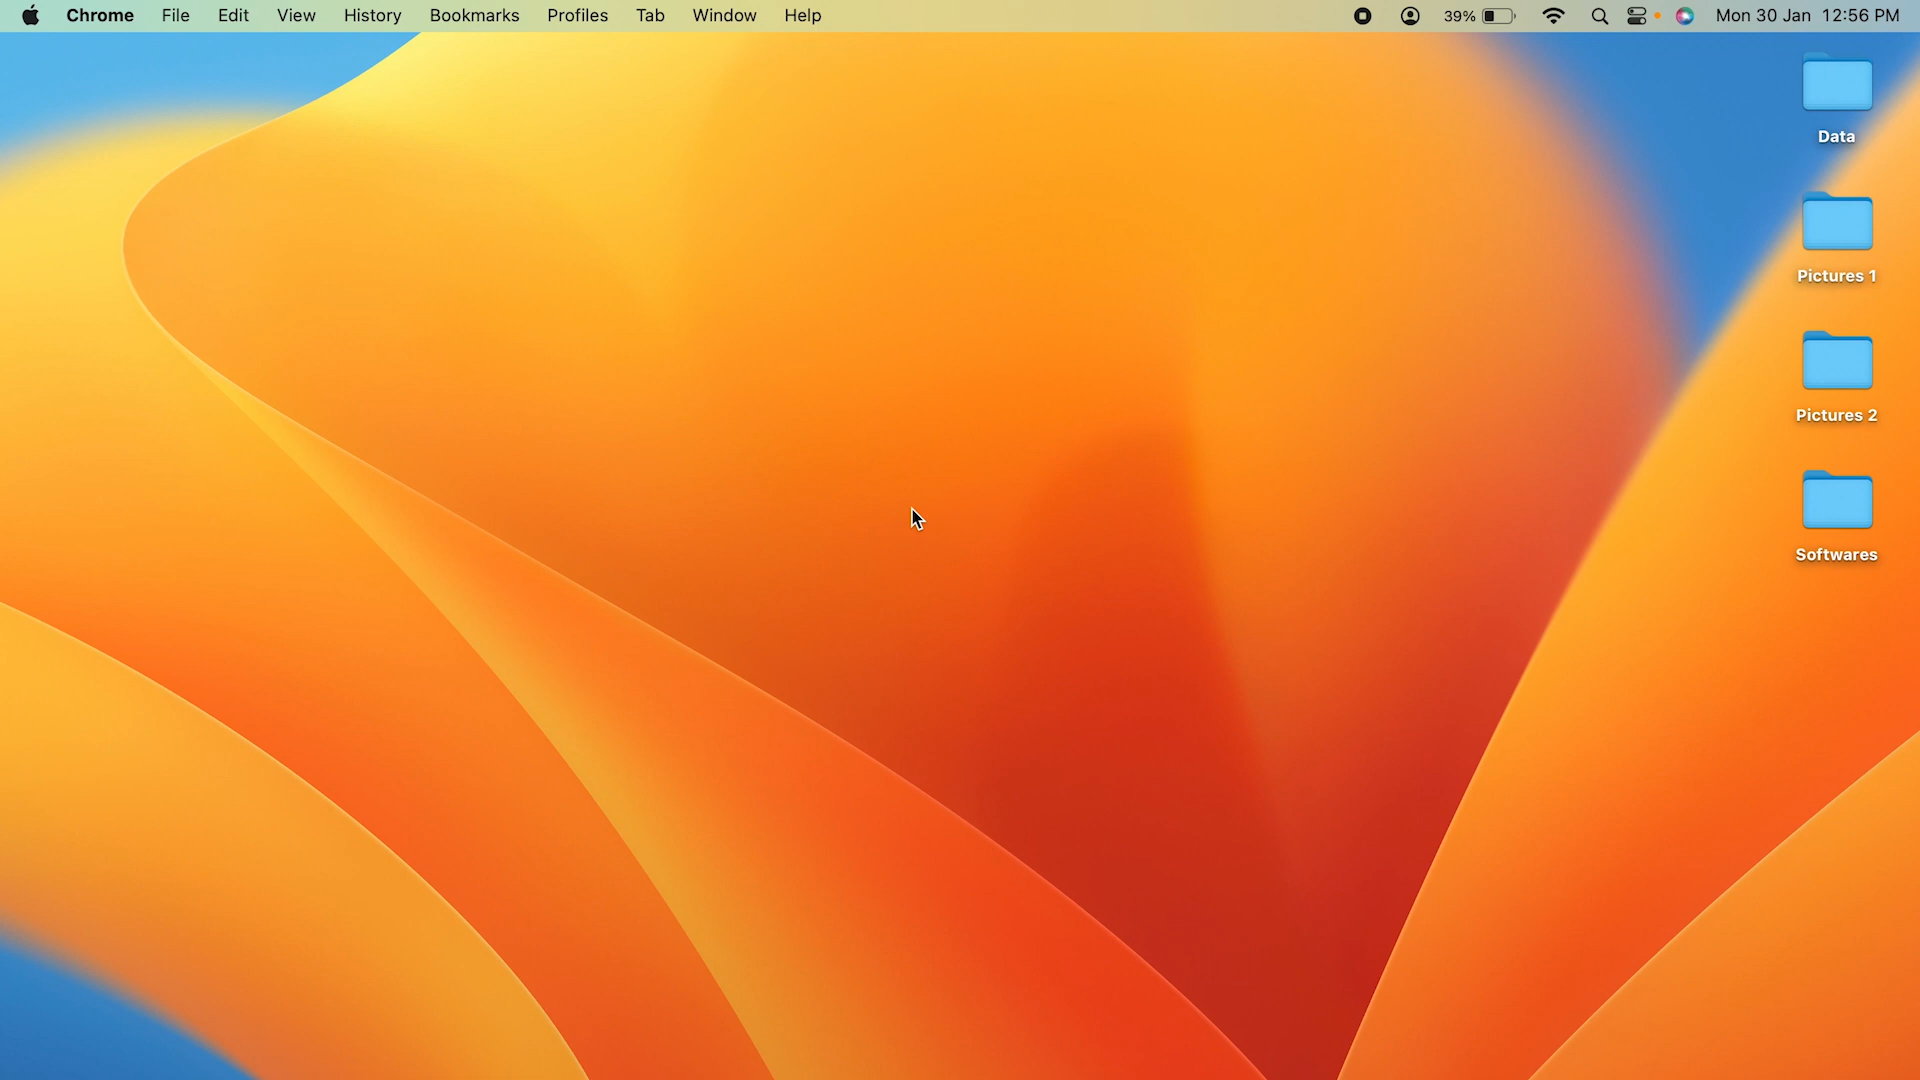 Chrome File Edit View History Bookmarks Profiles Tab Window Help 39% Mon 30 Jan 12:56 PM
Data
Pictures 1
Pictures 2
Softwares